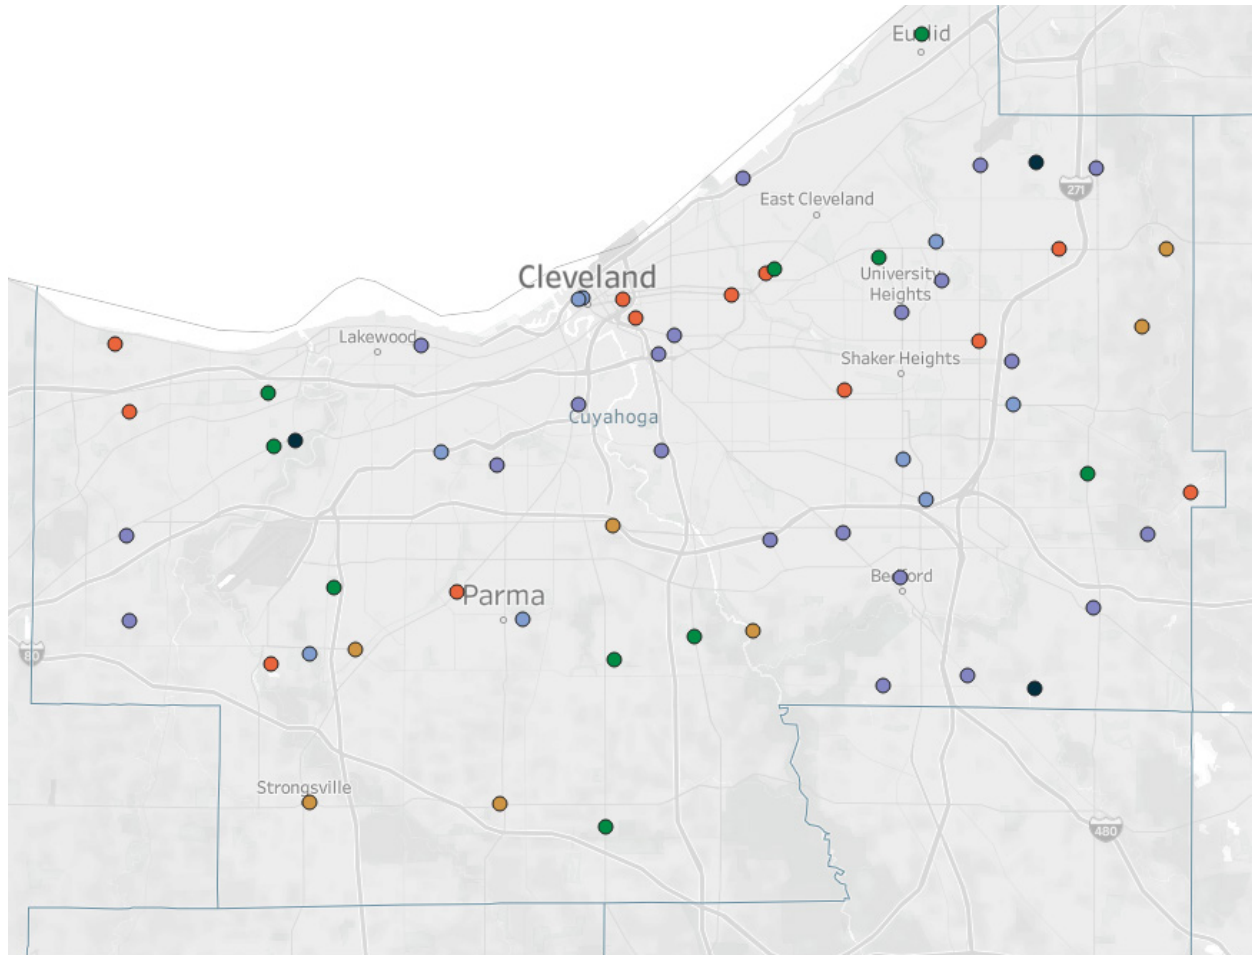 Euclid
271
East Cleveland
Cleveland
University
Heights
Lakewood
Shaker Heights
Cuyahoga
Bedford
Parma
80
Strongsville
480